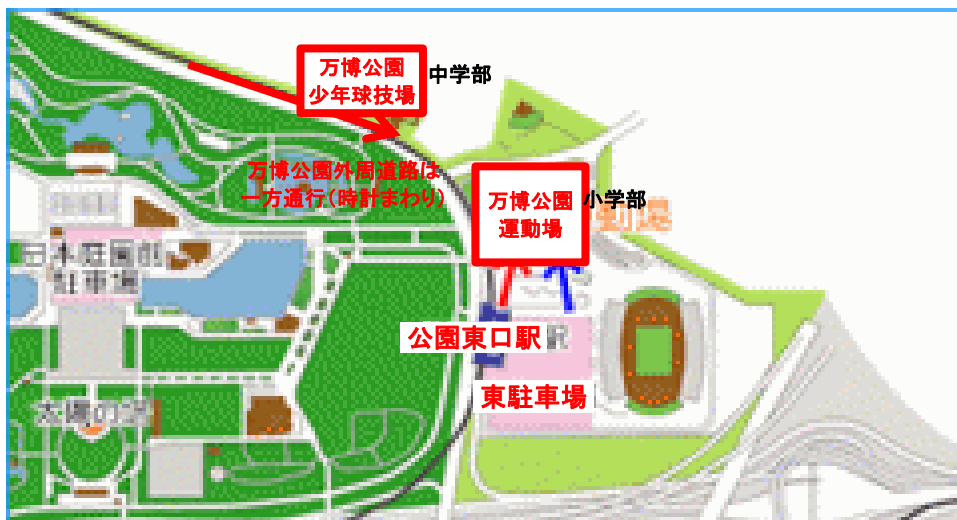 万博公園
少年球技場
中学部
万博公園外周道路は
一方通行(時計まわり)
万博公園
運動場
小学部
動場
日本庭園前
駐車場
公園東口駅
駅
東駐車場
太陽の塔